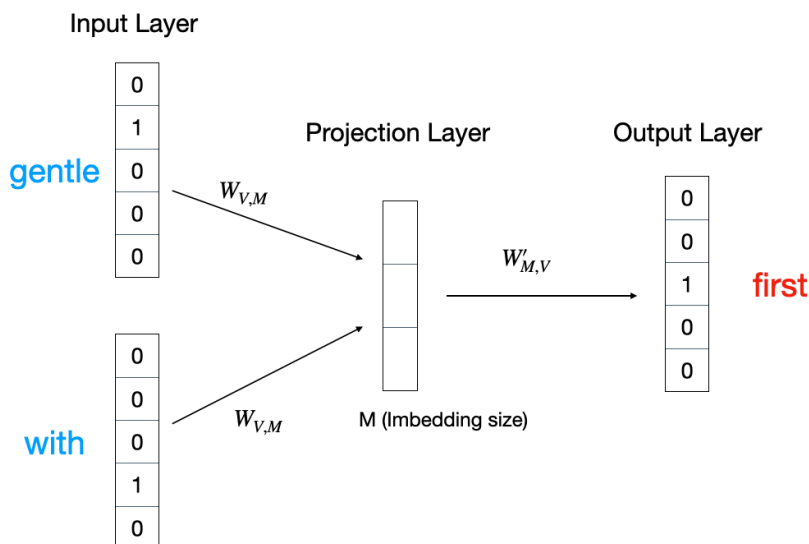 Input Layer
0
1
0
0
0
gentle
W_{V,M}
Projection Layer
M (Imbedding size)
W'_{M,V}
Output Layer
0
0
1
0
0
first
0
0
0
1
0
with
W_{V,M}